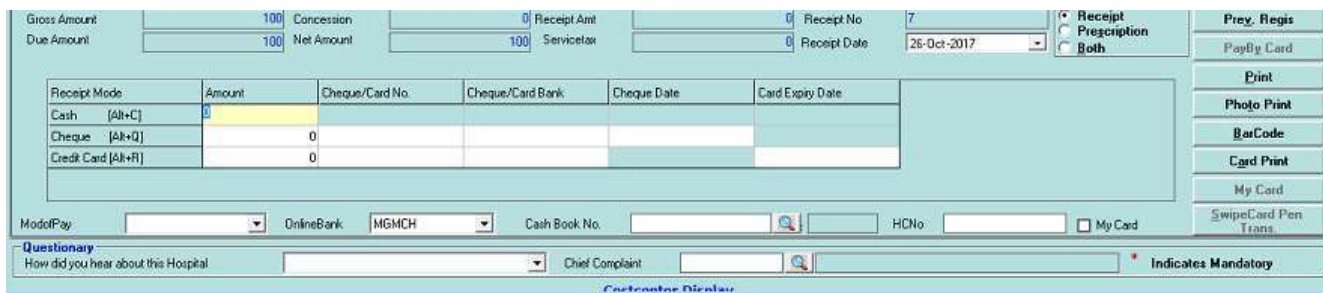 Gross Amount 100 Concession 0 Receipt Amt 0 Receipt No 7 Receipt Prev. Regis
Prescription
Due Amount 100 Net Amount 100 Servicetax 0 Receipt Date 26-Oct-2017 Both PayBy Card
Print
Receipt Mode Amount Cheque/Card No. Cheque/Card Bank Cheque Date Card Expiry Date
Photo Print
Cash [Alt+C] 0
Cheque [Alt+Q] 0 BarCode
Credit Card [Alt+R] 0 Card Print
My Card
ModofPay OnlineBank MGMCH Cash Book No. HCNo My Card SwipeCard Pen
Trans.
Questionary
How did you hear about this Hospital Chief Complaint * Indicates Mandatory
Costcenter Display